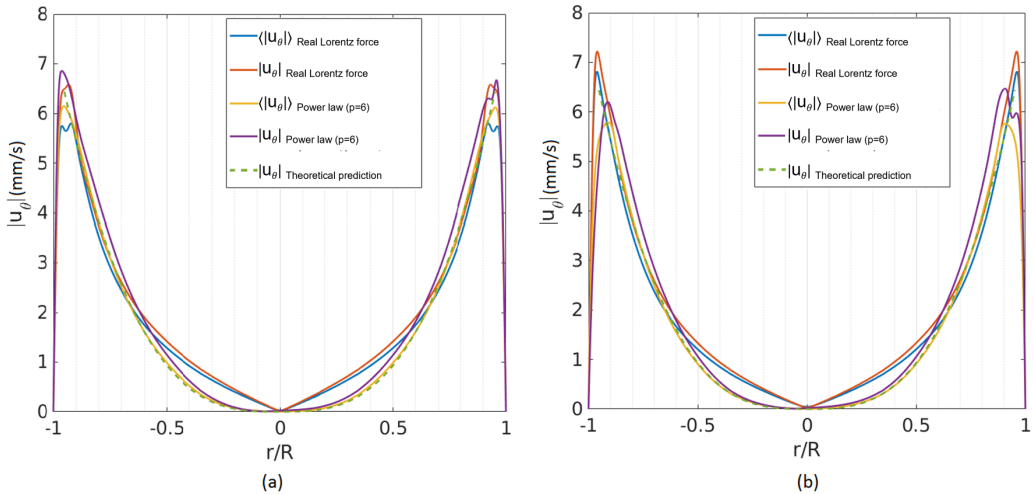 8
7
6
5
4
3
2
1
0
|u_θ|(mm/s)
⟨|u_θ|⟩ Real Lorentz force
|u_θ| Real Lorentz force
⟨|u_θ|⟩ Power law (p=6)
|u_θ| Power law (p=6)
|u_θ| Theoretical prediction
-1 -0.5 0 0.5 1
r/R
(a)
8
7
6
5
4
3
2
1
0
|u_θ|(mm/s)
⟨|u_θ|⟩ Real Lorentz force
|u_θ| Real Lorentz force
⟨|u_θ|⟩ Power law (p=6)
|u_θ| Power law (p=6)
|u_θ| Theoretical prediction
-1 -0.5 0 0.5 1
r/R
(b)